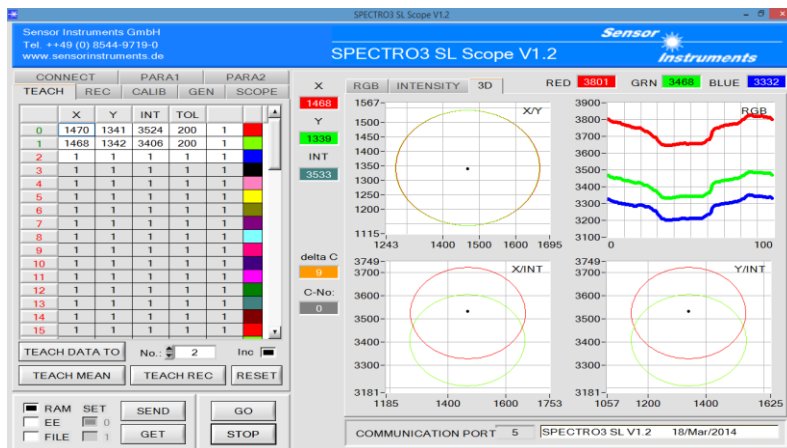 SPECTRO3 SL Scope V1.2
Sensor Instruments GmbH
Tel. ++49 (0) 8544-9719-0
www.sensorinstruments.de
SPECTRO3 SL Scope V1.2
Sensor
Instruments
CONNECT PARA1 PARA2
TEACH REC CALIB GEN SCOPE
X Y INT TOL
0 1470 1341 3524 200 1
1 1468 1342 3406 200 1
2 1 1 1 1 1
3 1 1 1 1 1
4 1 1 1 1 1
5 1 1 1 1 1
6 1 1 1 1 1
7 1 1 1 1 1
8 1 1 1 1 1
9 1 1 1 1 1
10 1 1 1 1 1
11 1 1 1 1 1
12 1 1 1 1 1
13 1 1 1 1 1
14 1 1 1 1 1
15 1 1 1 1 1
TEACH DATA TO No.: 2 Inc
TEACH MEAN TEACH REC RESET
RAM SET SEND GO
EE 0
FILE 1 GET STOP
X
1468
Y
1339
INT
3533
delta C
9
C-No:
0
RGB INTENSITY 3D RED 3801 GRN 3468 BLUE 3332
X/Y
1567
1500
1450
1400
1350
1300
1250
1200
1115
1243 1400 1500 1600 1695
RGB
3900
3800
3700
3600
3500
3400
3300
3200
3100
0 100
X/INT
3749
3700
3600
3500
3400
3300
3181
1185 1400 1600 1753
Y/INT
3749
3700
3600
3500
3400
3300
3181
1057 1200 1400 1625
COMMUNICATION PORT 5 SPECTRO3 SL V1.2 18/Mar/2014